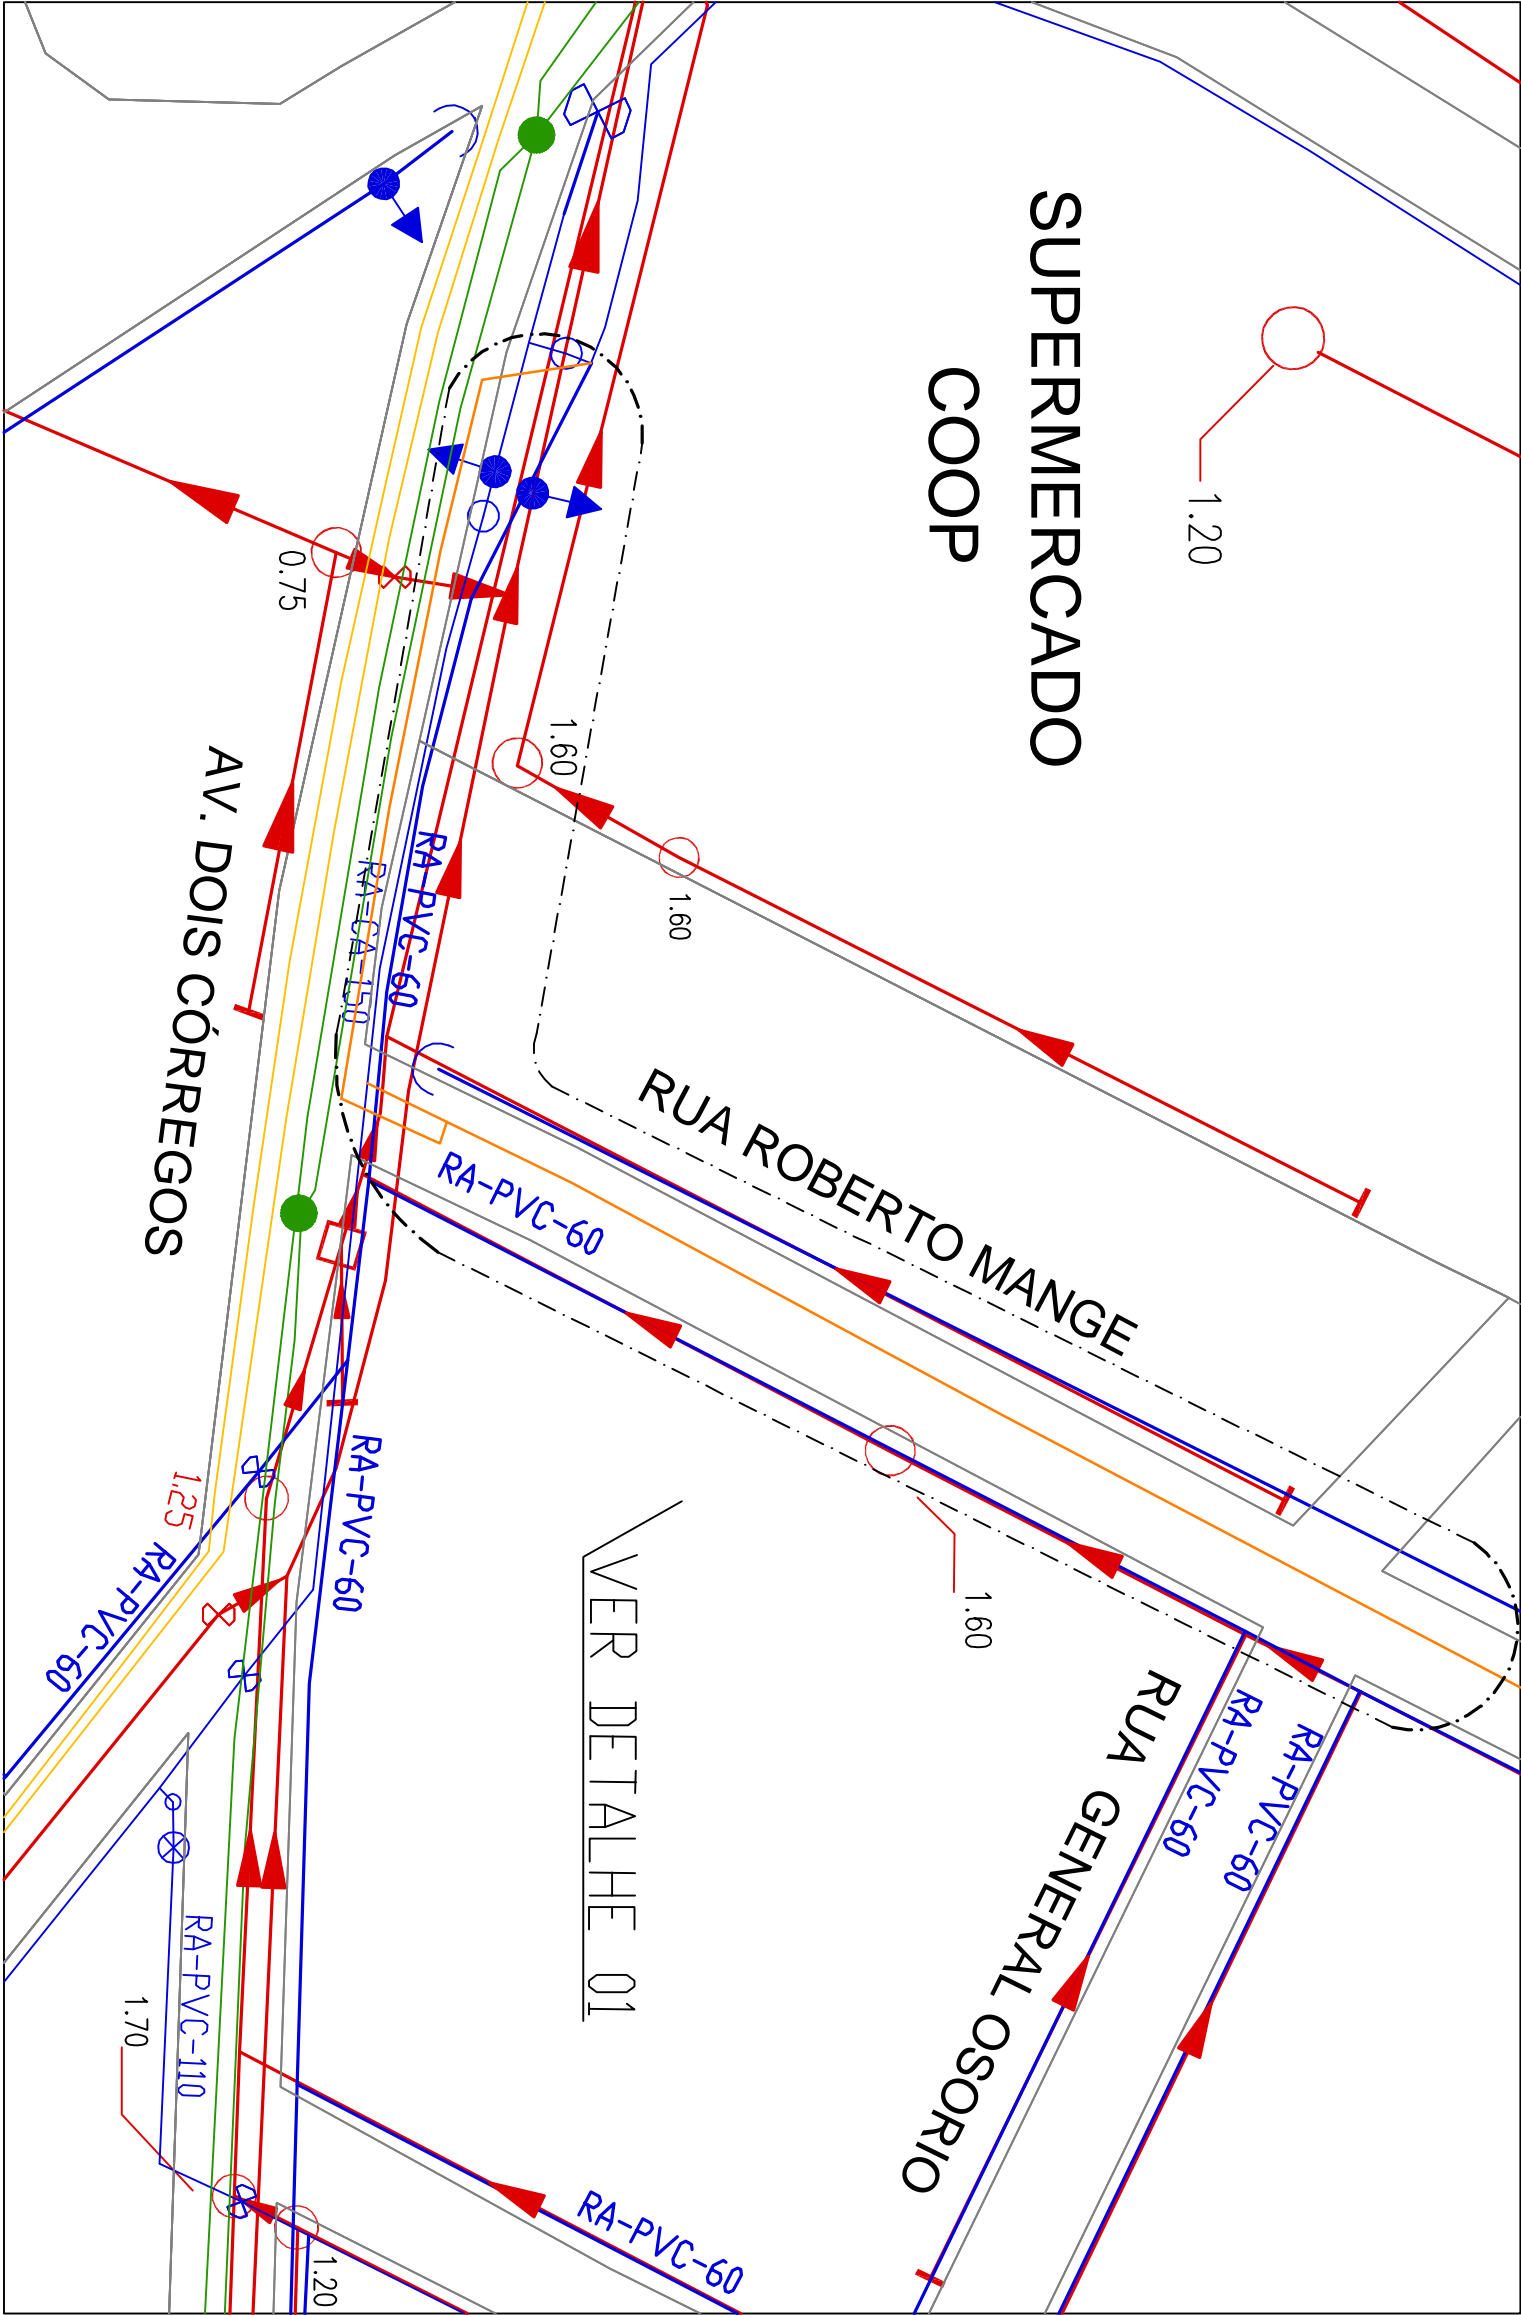 SUPERMERCADO
COOP
1.20
0.75
1.60
1.60
AV. DOIS CÓRREGOS
RA-PVC-60
RA-CA-150
RUA ROBERTO MANGE
RA-PVC-60
RA-PVC-60
1.25
RA-PVC-60
VER DETALHE 01
1.60
RUA GENERAL OSORIO
RA-PVC-60
RA-PVC-60
RA-PVC-110
1.70
RA-PVC-60
1.20